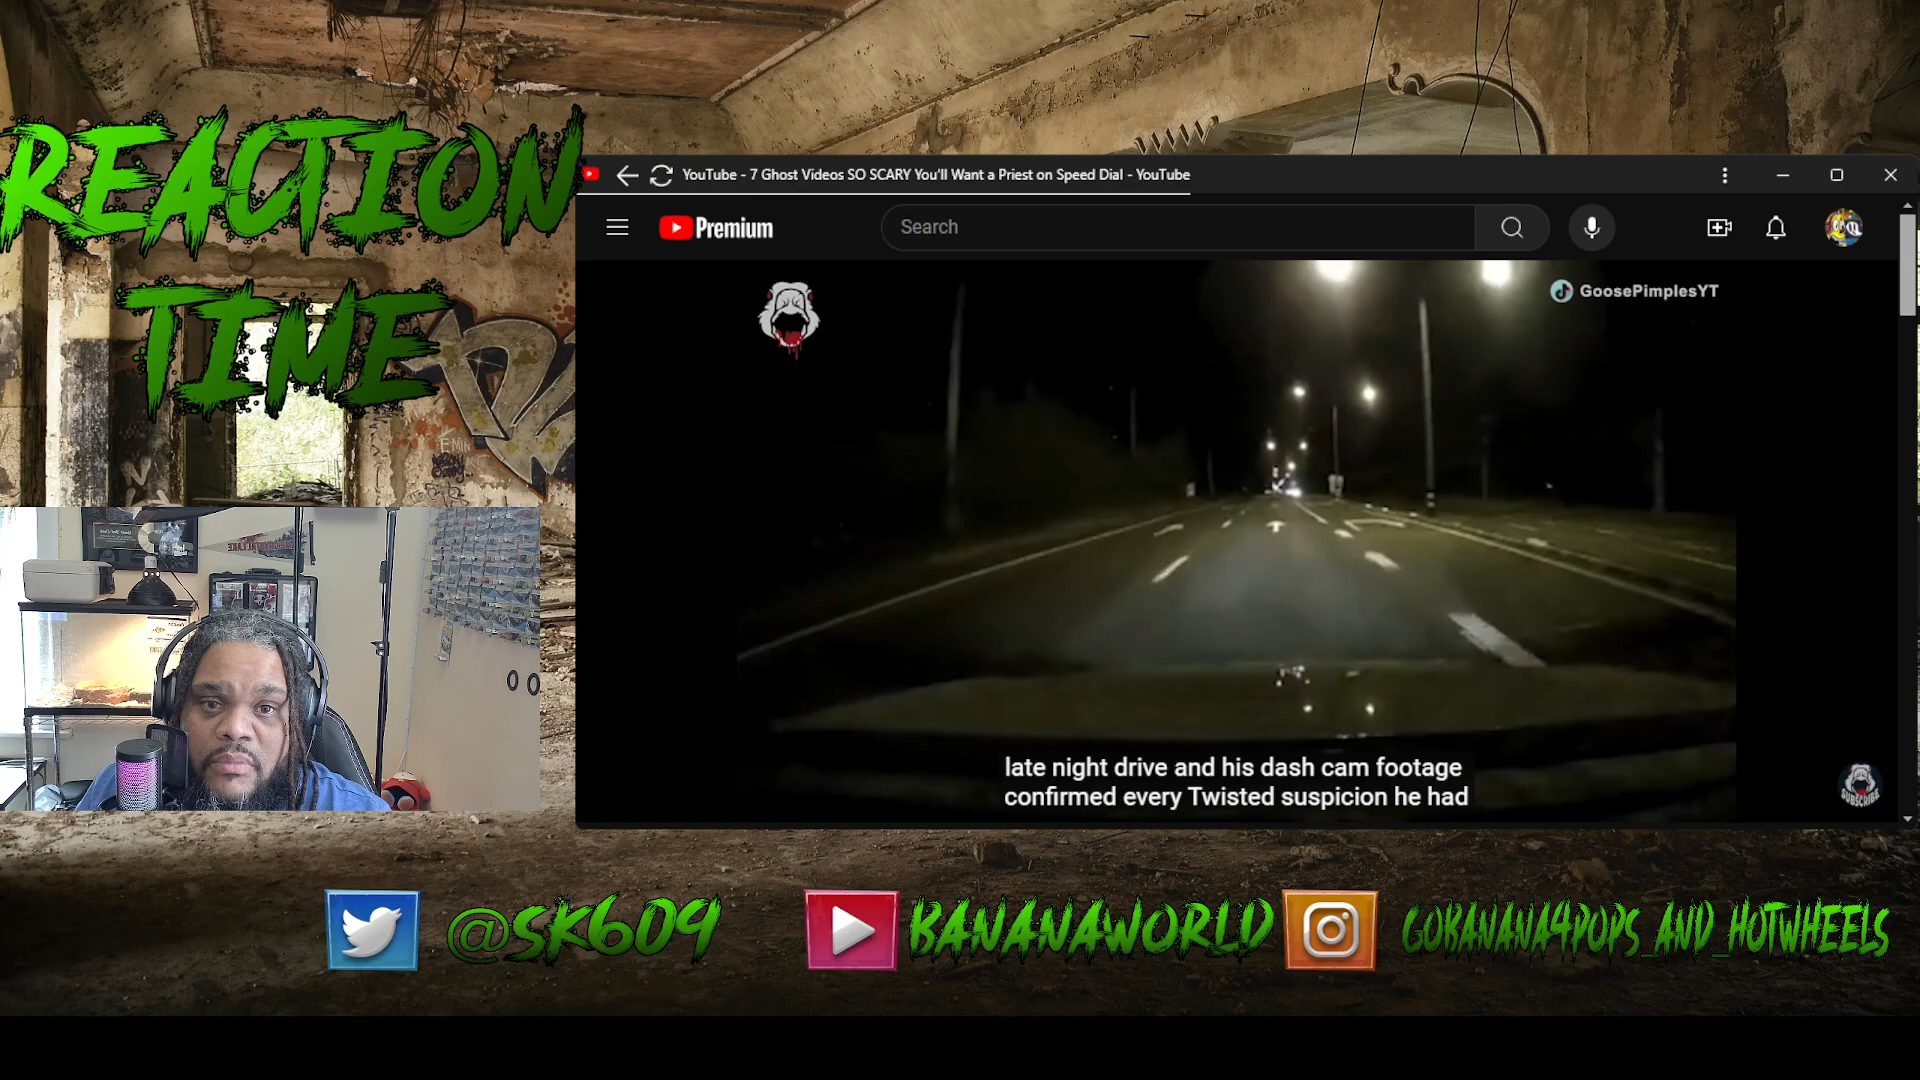 REACTION
TIME
YouTube - 7 Ghost Videos SO SCARY You'll Want a Priest on Speed Dial - YouTube
Premium
Search
GoosePimplesYT
late night drive and his dash cam footage
confirmed every Twisted suspicion he had
SUBSCRIBE
@SK609
BANANAWORLD
GOBANANA4POPS_AND_HOTWHEELS